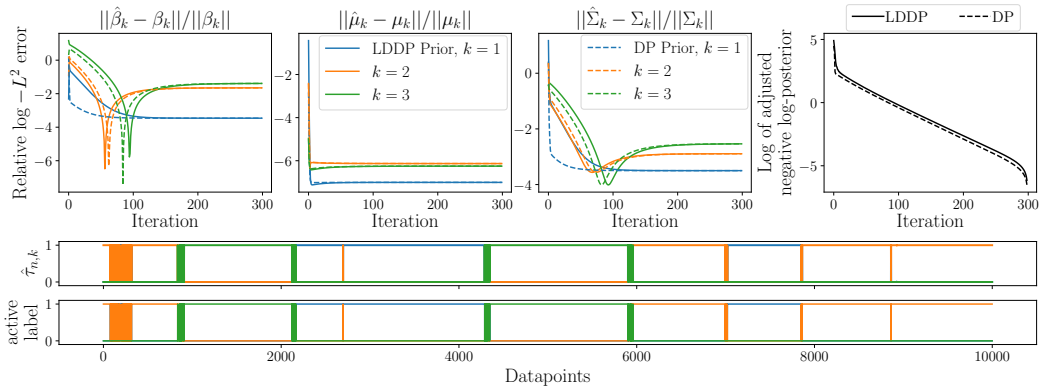 ||β̂_k − β_k||/||β_k||
||μ̂_k − μ_k||/||μ_k||
||Σ̂_k − Σ_k||/||Σ_k||
LDDP DP
Relative log −L² error
0
−2
−4
−6
0 100 200 300
Iteration
LDDP Prior, k = 1
k = 2
k = 3
−2
−4
−6
0 100 200 300
Iteration
DP Prior, k = 1
k = 2
k = 3
0
−2
−4
0 100 200 300
Iteration
Log of adjusted
negative log-posterior
5
0
−5
0 100 200 300
Iteration
τ̂_{n,k}
1
0
active
label
1
0
0 2000 4000 6000 8000 10000
Datapoints